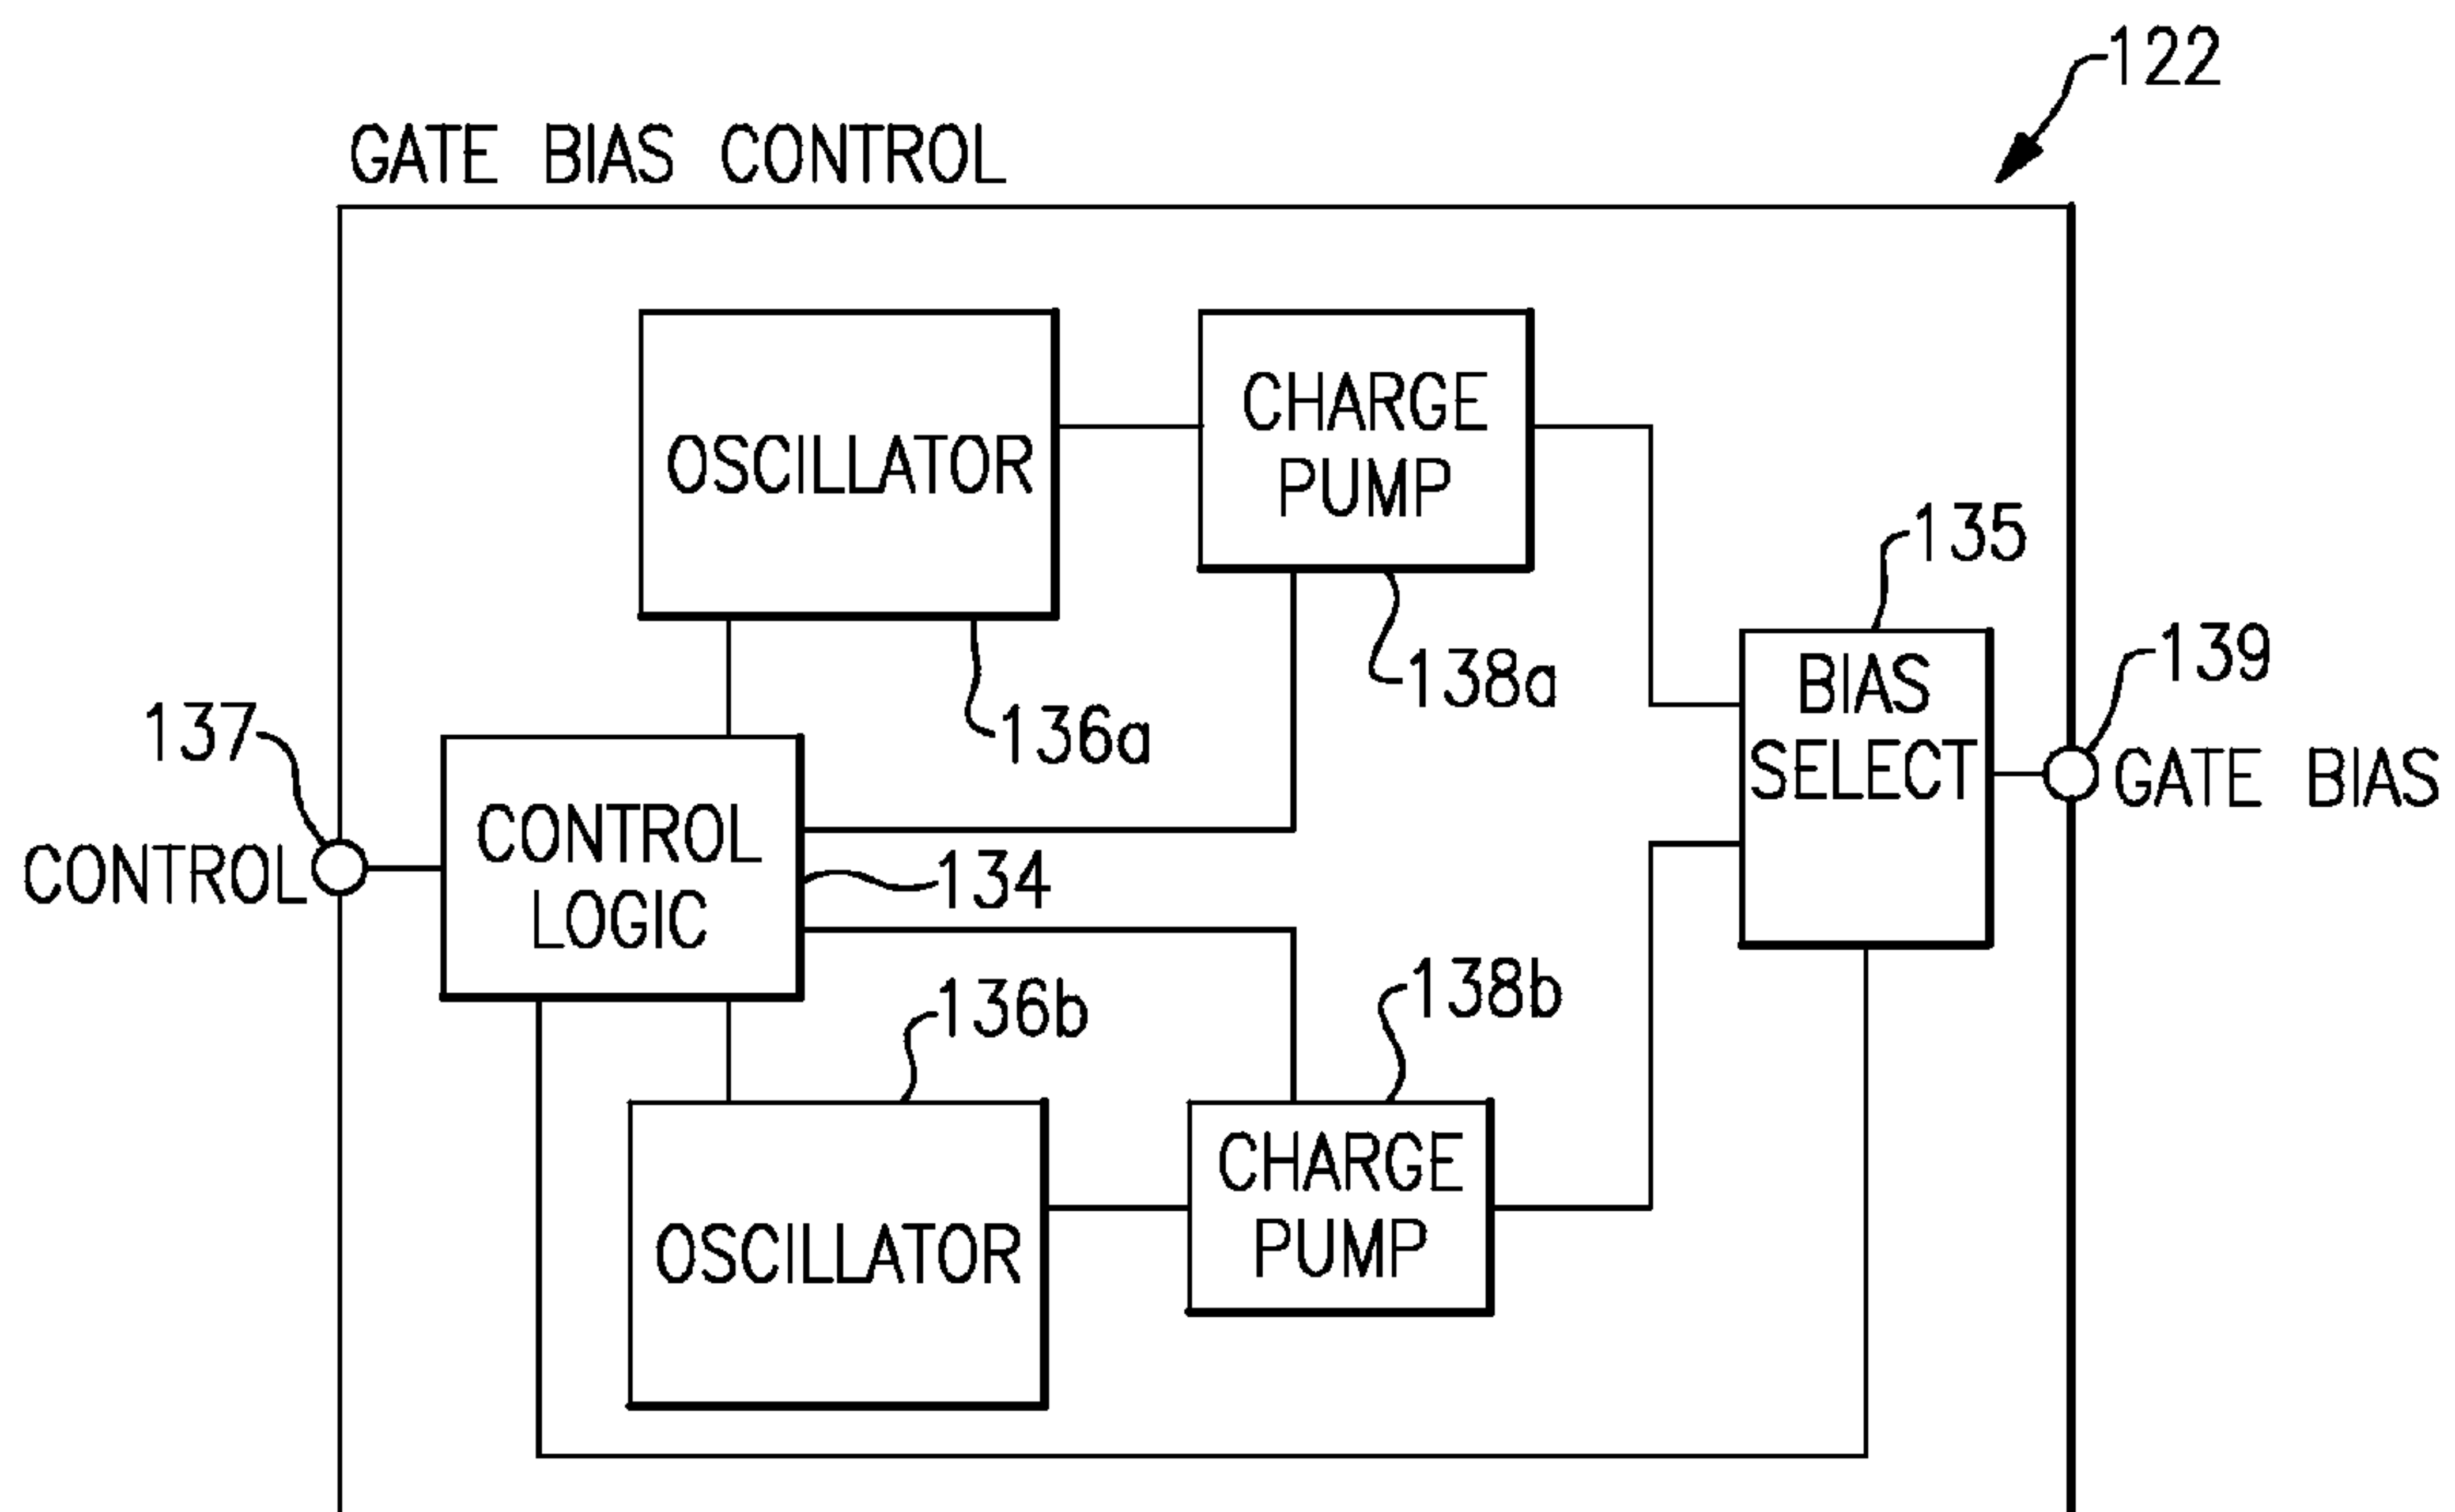 122
GATE BIAS CONTROL
OSCILLATOR
CHARGE
PUMP
135
138a
136a
137
BIAS
SELECT
139
GATE BIAS
CONTROL
CONTROL
LOGIC
134
136b
138b
OSCILLATOR
CHARGE
PUMP